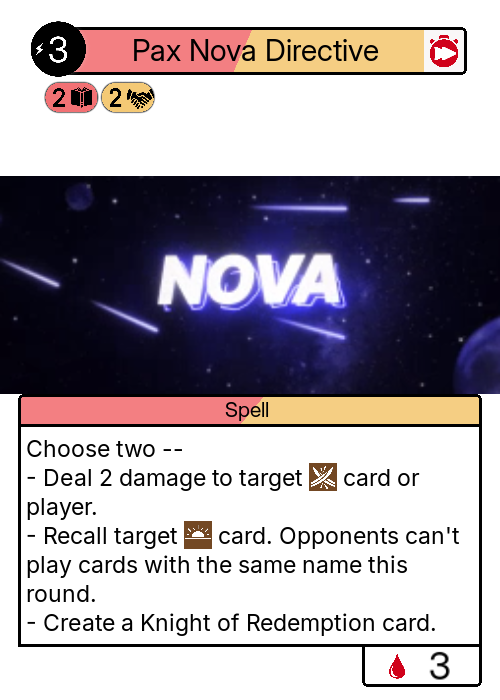 3 Pax Nova Directive
2 2
NOVA
Spell
Choose two --
- Deal 2 damage to target card or
player.
- Recall target card. Opponents can't
play cards with the same name this
round.
- Create a Knight of Redemption card.
3